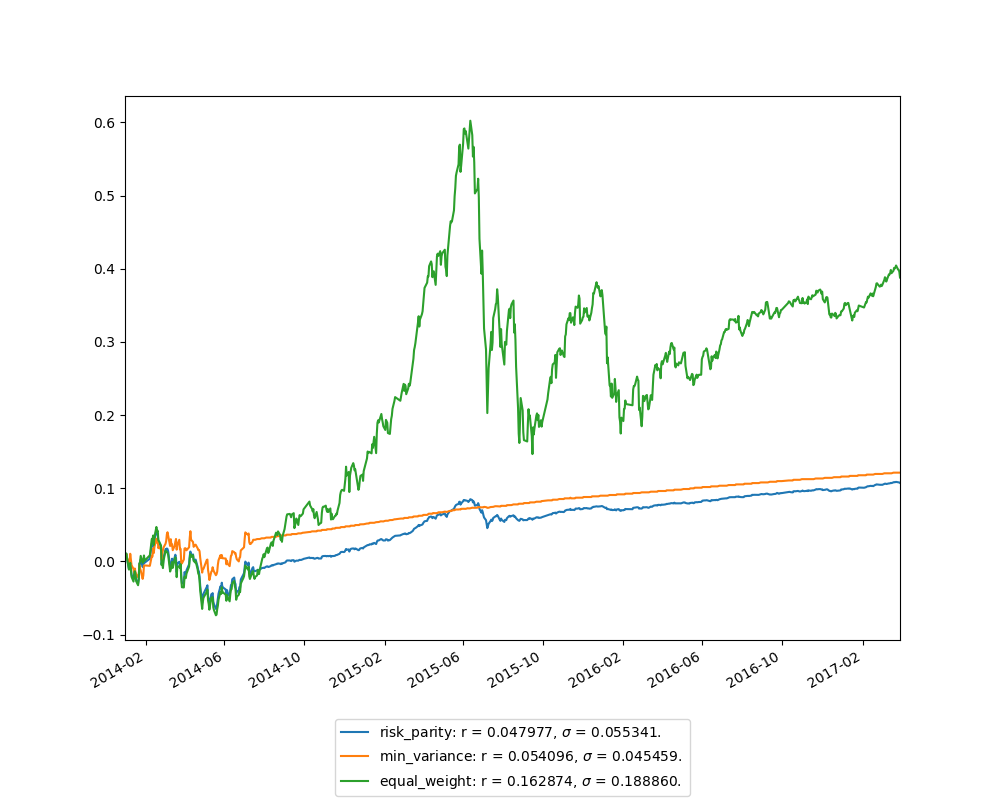 0.6
0.5
0.4
0.3
0.2
0.1
0.0
−0.1
2014-02 2014-06 2014-10 2015-02 2015-06 2015-10 2016-02 2016-06 2016-10 2017-02
risk_parity: r = 0.047977, σ = 0.055341.
min_variance: r = 0.054096, σ = 0.045459.
equal_weight: r = 0.162874, σ = 0.188860.